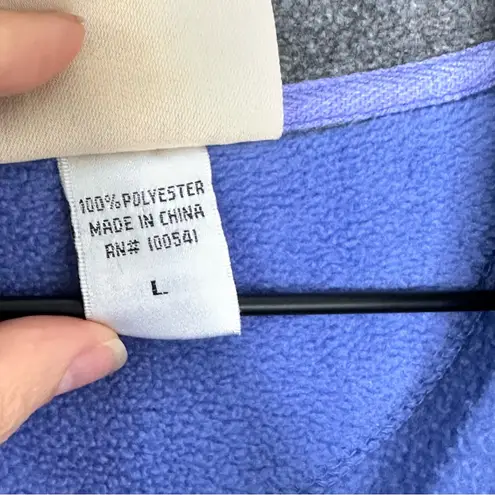 100% POLYESTER
MADE IN CHINA
RN# 100541
L